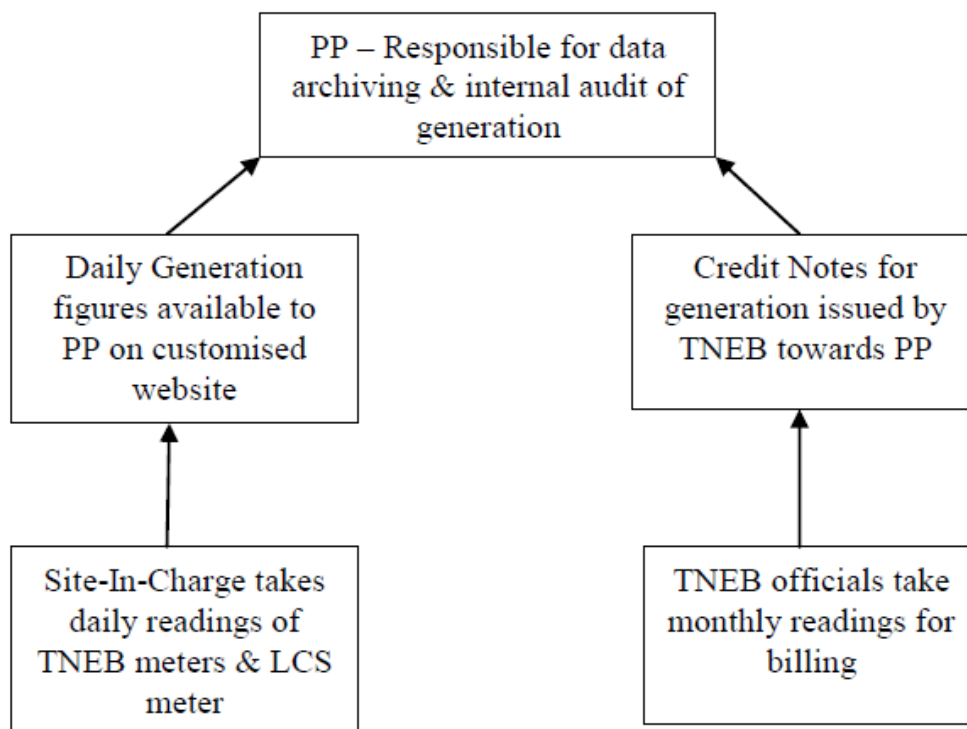 PP – Responsible for data
archiving & internal audit of
generation
Daily Generation
figures available to
PP on customised
website
Credit Notes for
generation issued by
TNEB towards PP
Site-In-Charge takes
daily readings of
TNEB meters & LCS
meter
TNEB officials take
monthly readings for
billing